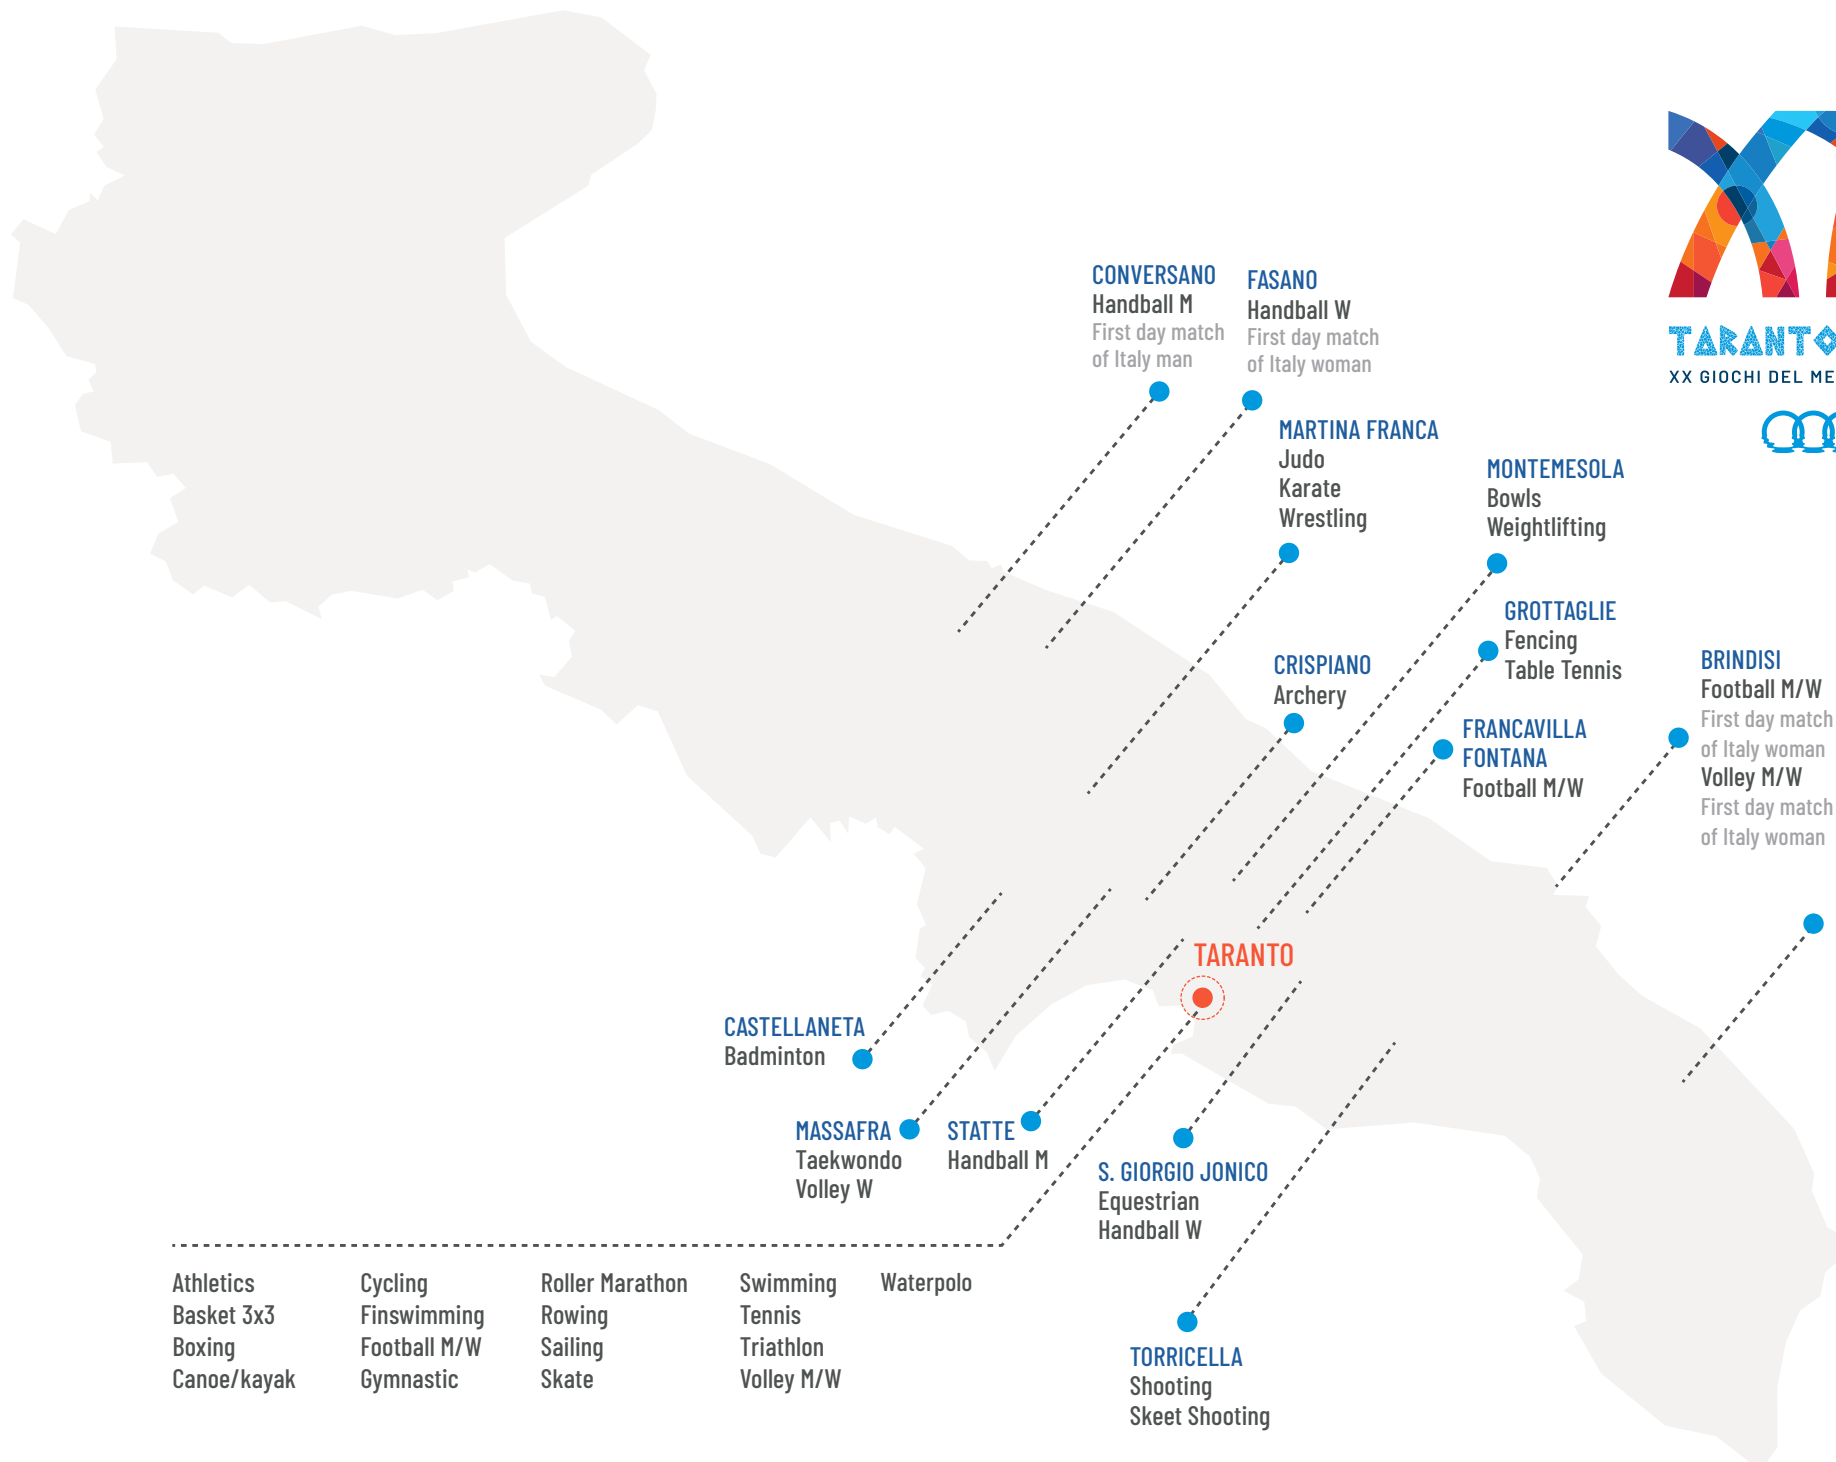 TARANTO
XX GIOCHI DEL ME
CONVERSANO
Handball M
First day match
of Italy man
FASANO
Handball W
First day match
of Italy woman
MARTINA FRANCA
Judo
Karate
Wrestling
MONTEMESOLA
Bowls
Weightlifting
GROTTAGLIE
Fencing
Table Tennis
CRISPIANO
Archery
FRANCAVILLA
FONTANA
Football M/W
BRINDISI
Football M/W
First day match
of Italy woman
Volley M/W
First day match
of Italy woman
TARANTO
CASTELLANETA
Badminton
MASSAFRA
Taekwondo
Volley W
STATTE
Handball M
S. GIORGIO JONICO
Equestrian
Handball W
TORRICELLA
Shooting
Skeet Shooting
Athletics
Basket 3x3
Boxing
Canoe/kayak
Cycling
Finswimming
Football M/W
Gymnastic
Roller Marathon
Rowing
Sailing
Skate
Swimming
Tennis
Triathlon
Volley M/W
Waterpolo